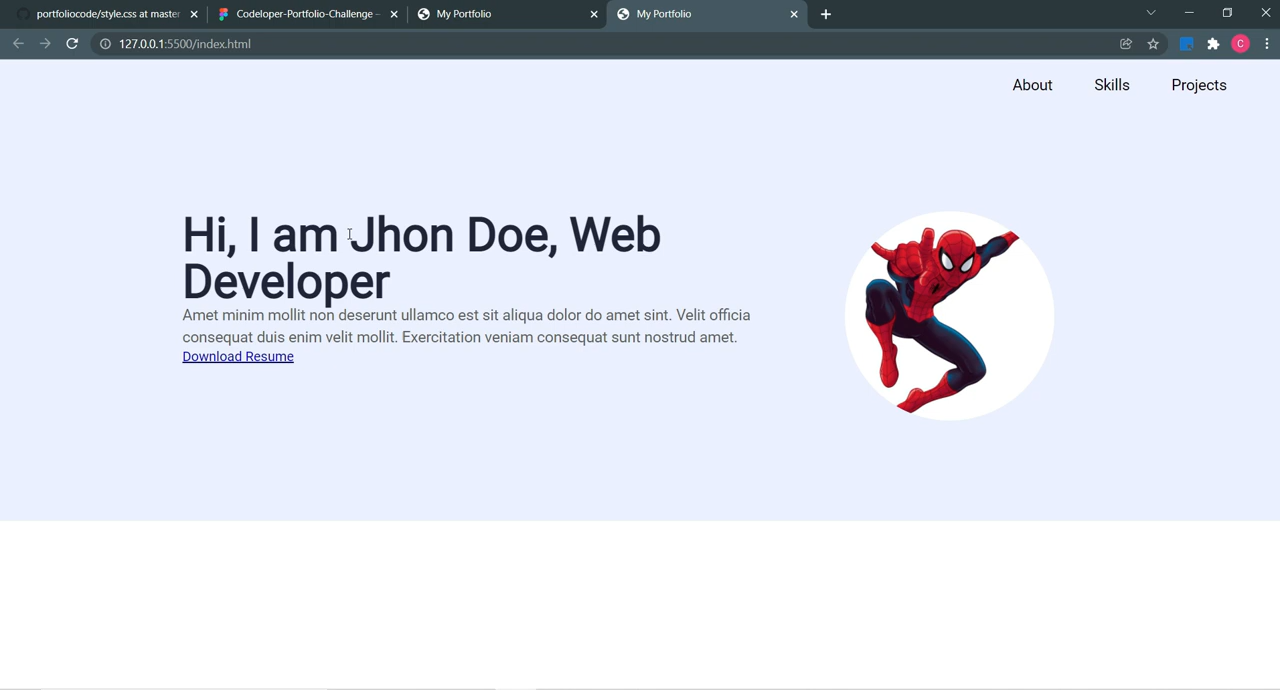 portfoliocode/style.css at master
Codeloper-Portfolio-Challenge –
My Portfolio
My Portfolio
127.0.0.1:5500/index.html
C
About Skills Projects
Hi, I am Jhon Doe, Web
Developer
Amet minim mollit non deserunt ullamco est sit aliqua dolor do amet sint. Velit officia
consequat duis enim velit mollit. Exercitation veniam consequat sunt nostrud amet.
Download Resume